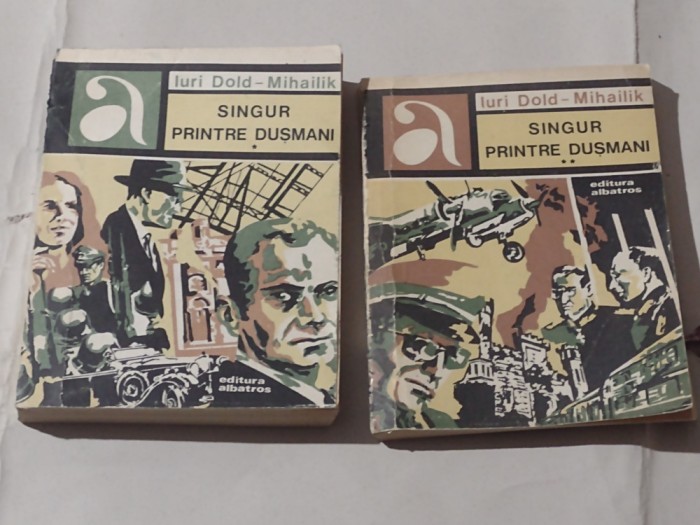 a
Iuri Dold-Mihailik
SINGUR
PRINTRE DUȘMANI
*
editura
albatros
a
Iuri Dold-Mihailik
SINGUR
PRINTRE DUȘMANI
**
editura
albatros